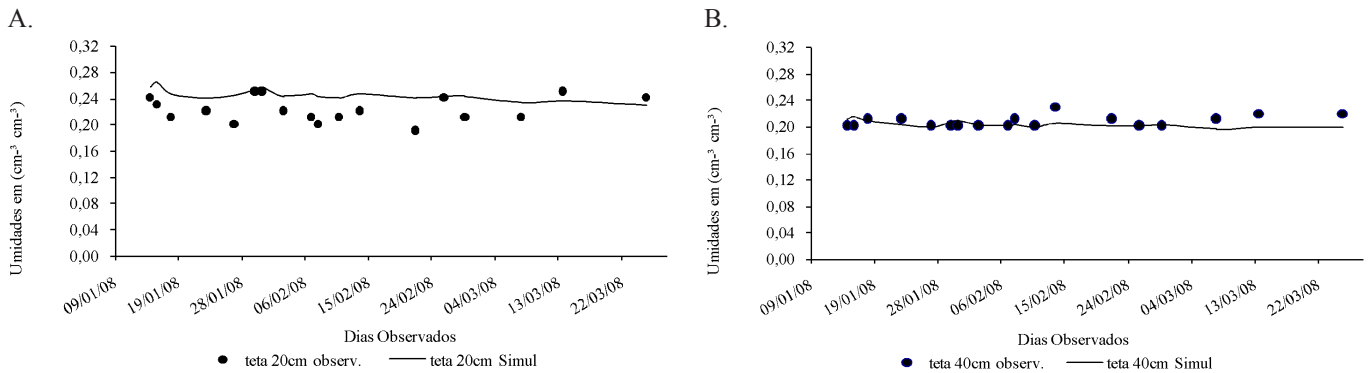 A.
Umidades em (cm-³ cm-³)
0,32
0,28
0,24
0,20
0,16
0,12
0,08
0,04
0,00
09/01/08 19/01/08 28/01/08 06/02/08 15/02/08 24/02/08 04/03/08 13/03/08 22/03/08
Dias Observados
teta 20cm observ. teta 20cm Simul
B.
Umidades em (cm-³ cm-³)
0,32
0,28
0,24
0,20
0,16
0,12
0,08
0,04
0,00
09/01/08 19/01/08 28/01/08 06/02/08 15/02/08 24/02/08 04/03/08 13/03/08 22/03/08
Dias Observados
teta 40cm observ. teta 40cm Simul